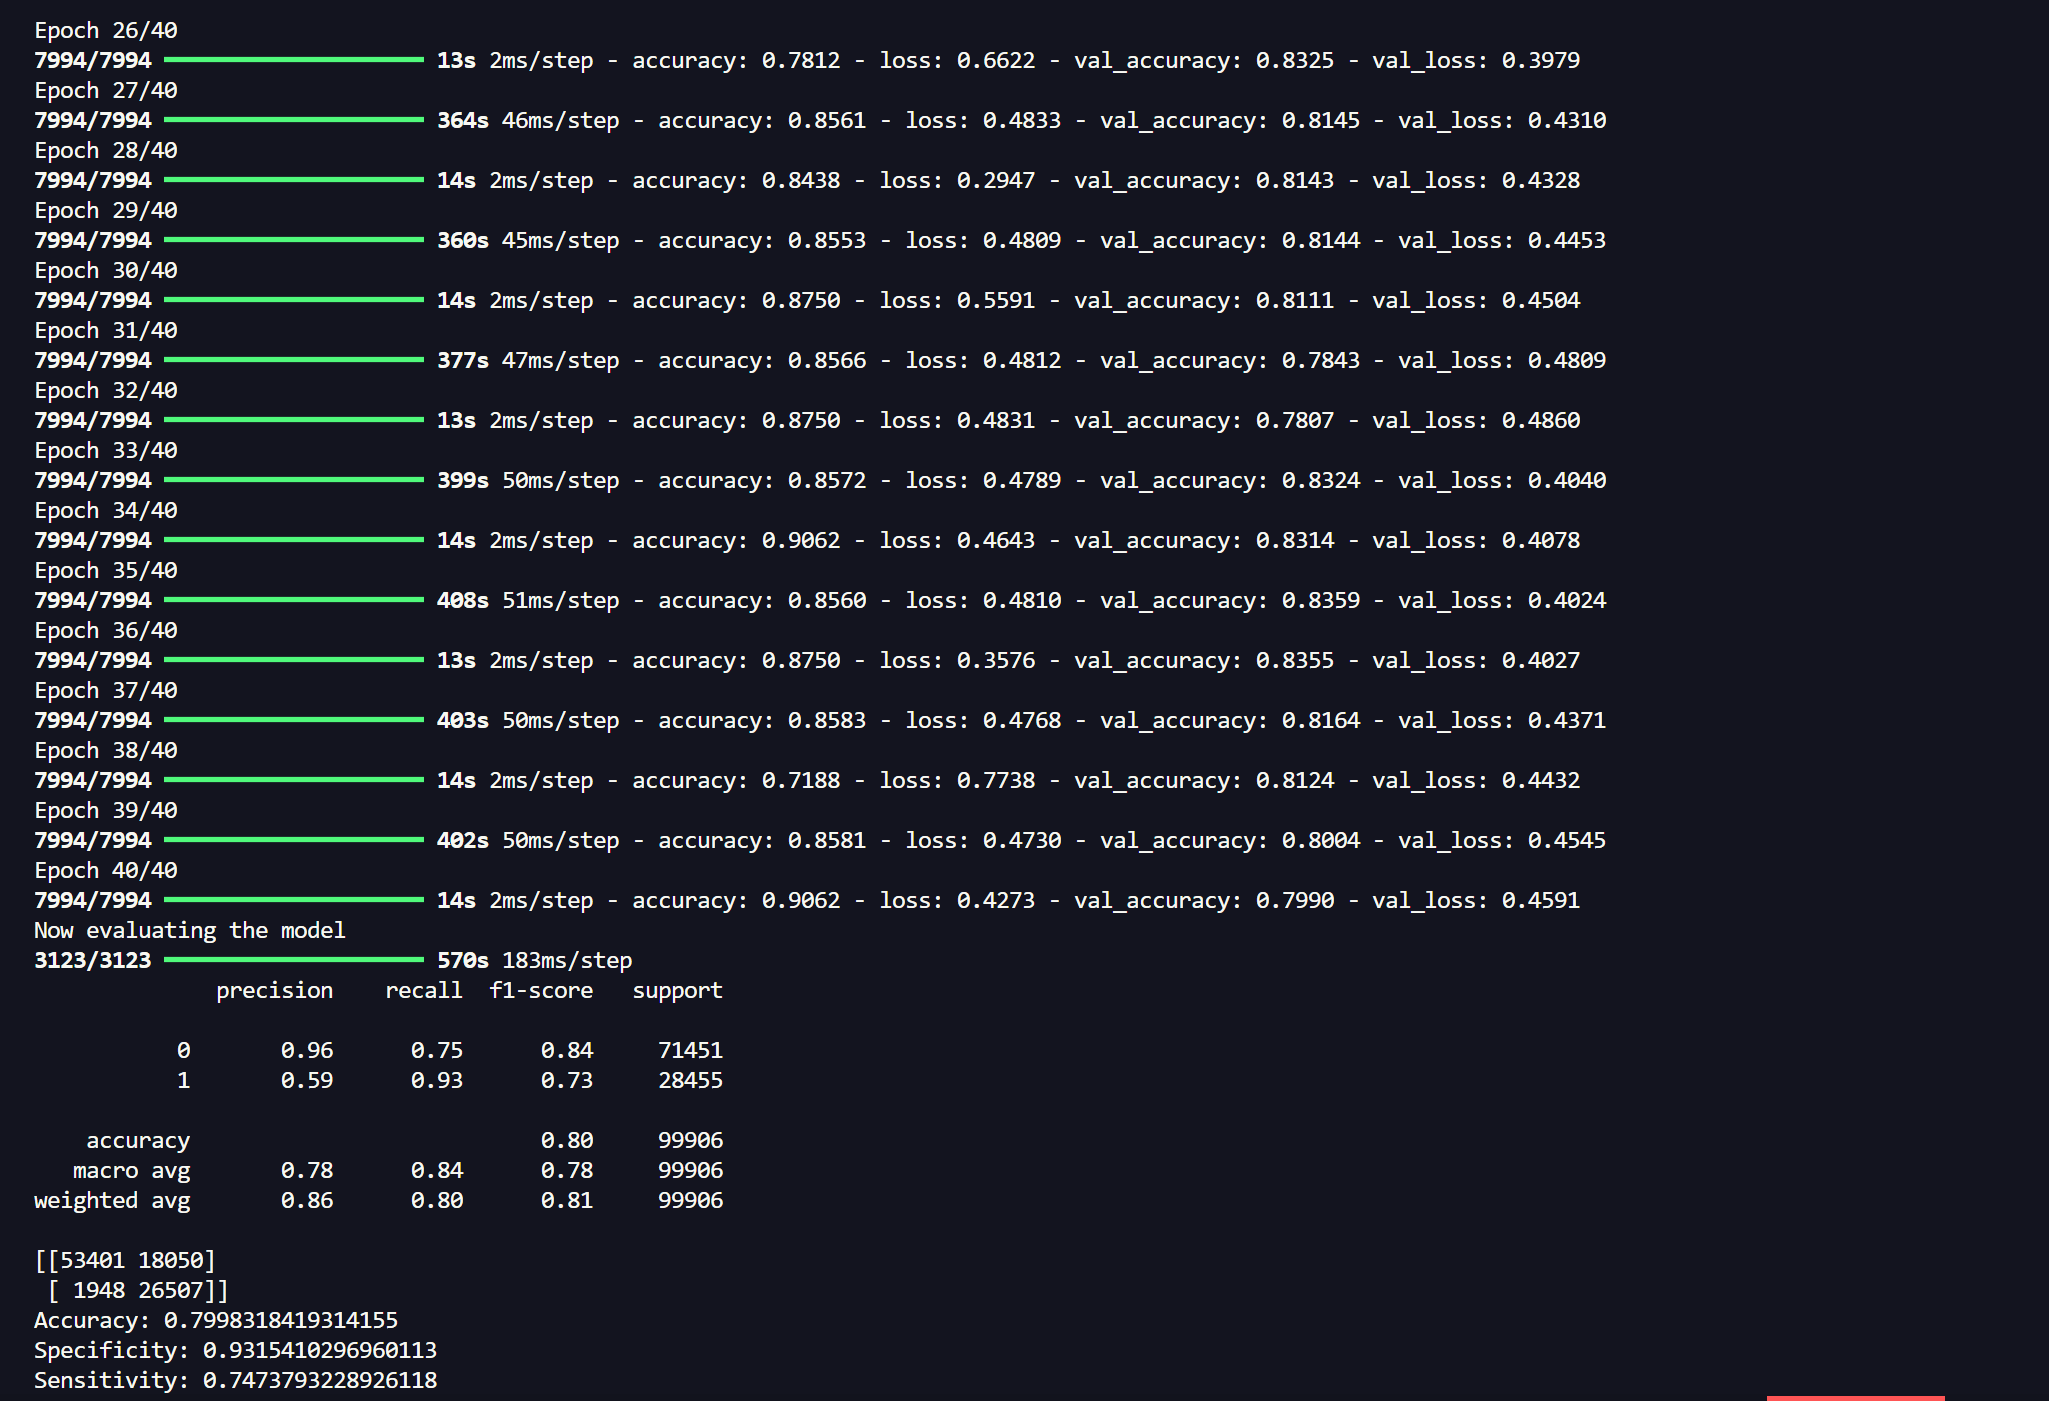 Epoch 26/40
7994/7994 13s 2ms/step - accuracy: 0.7812 - loss: 0.6622 - val_accuracy: 0.8325 - val_loss: 0.3979
Epoch 27/40
7994/7994 364s 46ms/step - accuracy: 0.8561 - loss: 0.4833 - val_accuracy: 0.8145 - val_loss: 0.4310
Epoch 28/40
7994/7994 14s 2ms/step - accuracy: 0.8438 - loss: 0.2947 - val_accuracy: 0.8143 - val_loss: 0.4328
Epoch 29/40
7994/7994 360s 45ms/step - accuracy: 0.8553 - loss: 0.4809 - val_accuracy: 0.8144 - val_loss: 0.4453
Epoch 30/40
7994/7994 14s 2ms/step - accuracy: 0.8750 - loss: 0.5591 - val_accuracy: 0.8111 - val_loss: 0.4504
Epoch 31/40
7994/7994 377s 47ms/step - accuracy: 0.8566 - loss: 0.4812 - val_accuracy: 0.7843 - val_loss: 0.4809
Epoch 32/40
7994/7994 13s 2ms/step - accuracy: 0.8750 - loss: 0.4831 - val_accuracy: 0.7807 - val_loss: 0.4860
Epoch 33/40
7994/7994 399s 50ms/step - accuracy: 0.8572 - loss: 0.4789 - val_accuracy: 0.8324 - val_loss: 0.4040
Epoch 34/40
7994/7994 14s 2ms/step - accuracy: 0.9062 - loss: 0.4643 - val_accuracy: 0.8314 - val_loss: 0.4078
Epoch 35/40
7994/7994 408s 51ms/step - accuracy: 0.8560 - loss: 0.4810 - val_accuracy: 0.8359 - val_loss: 0.4024
Epoch 36/40
7994/7994 13s 2ms/step - accuracy: 0.8750 - loss: 0.3576 - val_accuracy: 0.8355 - val_loss: 0.4027
Epoch 37/40
7994/7994 403s 50ms/step - accuracy: 0.8583 - loss: 0.4768 - val_accuracy: 0.8164 - val_loss: 0.4371
Epoch 38/40
7994/7994 14s 2ms/step - accuracy: 0.7188 - loss: 0.7738 - val_accuracy: 0.8124 - val_loss: 0.4432
Epoch 39/40
7994/7994 402s 50ms/step - accuracy: 0.8581 - loss: 0.4730 - val_accuracy: 0.8004 - val_loss: 0.4545
Epoch 40/40
7994/7994 14s 2ms/step - accuracy: 0.9062 - loss: 0.4273 - val_accuracy: 0.7990 - val_loss: 0.4591
Now evaluating the model
3123/3123 570s 183ms/step
precision recall f1-score support
0 0.96 0.75 0.84 71451
1 0.59 0.93 0.73 28455
accuracy 0.80 99906
macro avg 0.78 0.84 0.78 99906
weighted avg 0.86 0.80 0.81 99906
[[53401 18050]
[ 1948 26507]]
Accuracy: 0.7998318419314155
Specificity: 0.9315410296960113
Sensitivity: 0.7473793228926118